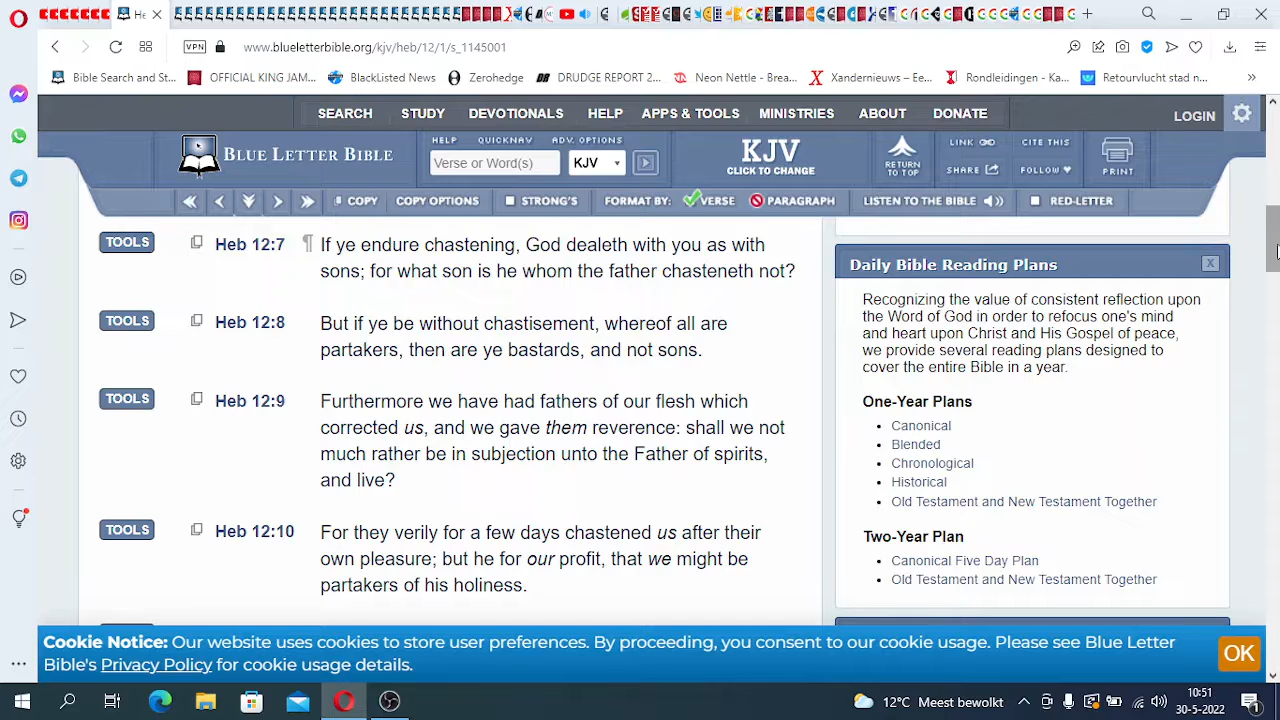 He
www.blueletterbible.org/kjv/heb/12/1/s_1145001
VPN
Bible Search and St...
OFFICIAL KING JAM...
BlackListed News
Zerohedge
DRUDGE REPORT 2...
Neon Nettle - Brea...
Xandernieuws – Ee...
Rondleidingen - Ka...
Retourvlucht stad n...
SEARCH STUDY DEVOTIONALS HELP APPS & TOOLS MINISTRIES ABOUT DONATE LOGIN
BLUE LETTER BIBLE
HELP QUICKNAV ADV. OPTIONS
Verse or Word(s) KJV
KJV
CLICK TO CHANGE
RETURN
TO TOP
LINK CITE THIS
SHARE FOLLOW
PRINT
COPY COPY OPTIONS STRONG'S FORMAT BY: VERSE PARAGRAPH LISTEN TO THE BIBLE RED-LETTER
TOOLS Heb 12:7 ¶ If ye endure chastening, God dealeth with you as with
sons; for what son is he whom the father chasteneth not?
TOOLS Heb 12:8 But if ye be without chastisement, whereof all are
partakers, then are ye bastards, and not sons.
TOOLS Heb 12:9 Furthermore we have had fathers of our flesh which
corrected us, and we gave them reverence: shall we not
much rather be in subjection unto the Father of spirits,
and live?
TOOLS Heb 12:10 For they verily for a few days chastened us after their
own pleasure; but he for our profit, that we might be
partakers of his holiness.
Daily Bible Reading Plans X
Recognizing the value of consistent reflection upon
the Word of God in order to refocus one's mind
and heart upon Christ and His Gospel of peace,
we provide several reading plans designed to
cover the entire Bible in a year.
One-Year Plans
Canonical
Blended
Chronological
Historical
Old Testament and New Testament Together
Two-Year Plan
Canonical Five Day Plan
Old Testament and New Testament Together
Cookie Notice: Our website uses cookies to store user preferences. By proceeding, you consent to our cookie usage. Please see Blue Letter
Bible's Privacy Policy for cookie usage details.
OK
12°C Meest bewolkt
10:51
30-5-2022